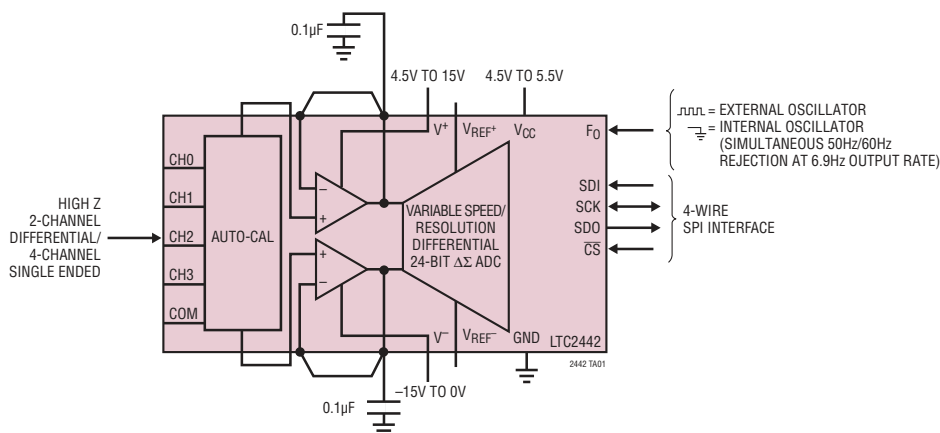 0.1µF
4.5V TO 15V
4.5V TO 5.5V
V+
VREF+
VCC
FO
= EXTERNAL OSCILLATOR
= INTERNAL OSCILLATOR
(SIMULTANEOUS 50Hz/60Hz
REJECTION AT 6.9Hz OUTPUT RATE)
HIGH Z
2-CHANNEL
DIFFERENTIAL/
4-CHANNEL
SINGLE ENDED
CH0
CH1
CH2
CH3
COM
AUTO-CAL
–
+
+
–
VARIABLE SPEED/
RESOLUTION
DIFFERENTIAL
24-BIT ΔΣ ADC
SDI
SCK
SDO
CS
4-WIRE
SPI INTERFACE
V–
VREF–
GND
LTC2442
2442 TA01
–15V TO 0V
0.1µF